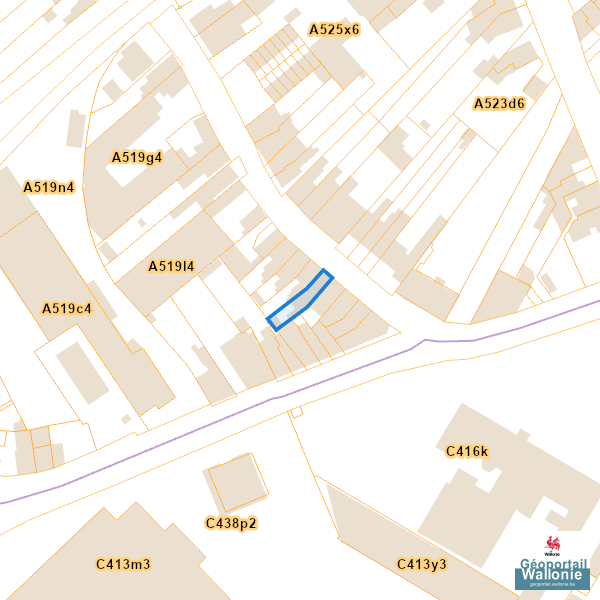 A525x6
A523d6
A519g4
A519n4
A519l4
A519c4
C416k
C438p2
C413m3
C413y3
Wallonie
Géoportail
Wallonie
geoportail.wallonie.be